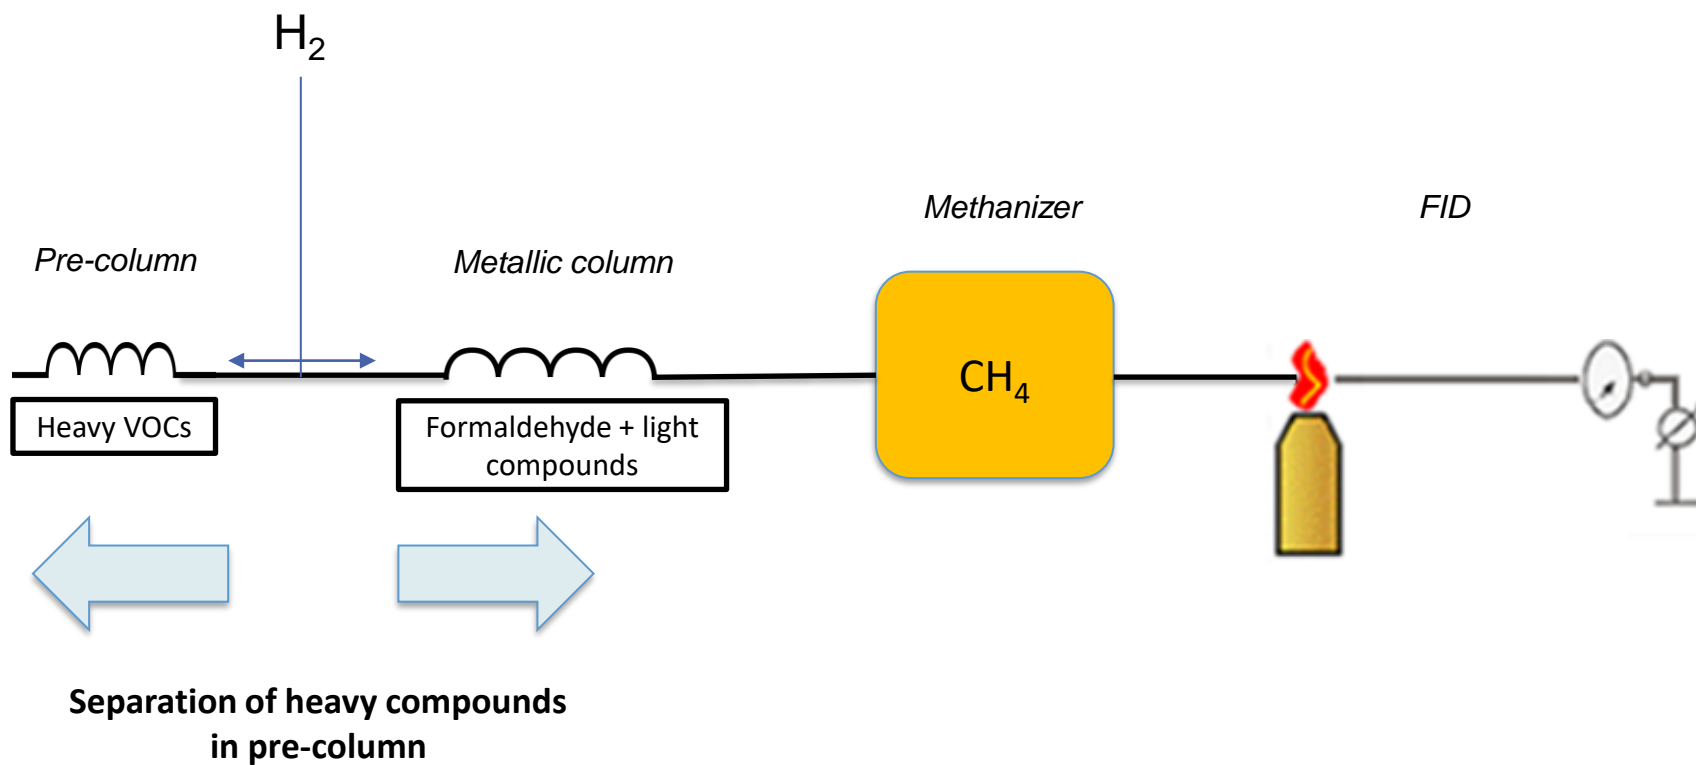 H₂
Methanizer
FID
Pre-column
Metallic column
CH₄
Heavy VOCs
Formaldehyde + light
compounds
Separation of heavy compounds
in pre-column